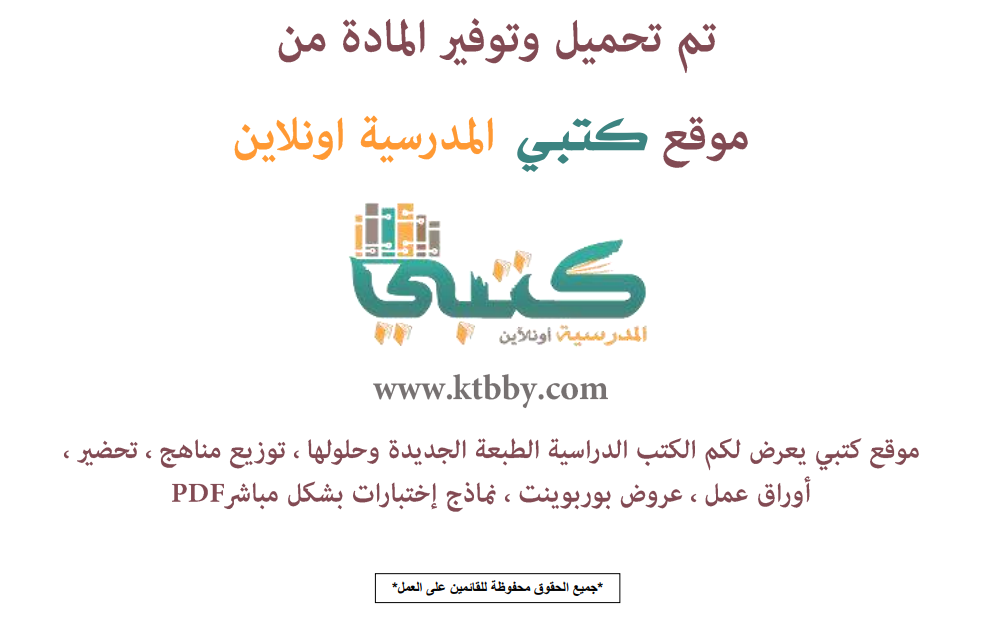 تم تحميل وتوفير المادة من
موقع كتبي المدرسية اونلاين
كتبي
المدرسية أونلاين
www.ktbby.com
موقع كتبي يعرض لكم الكتب الدراسية الطبعة الجديدة وحلولها ، توزيع مناهج ، تحضير ،
أوراق عمل ، عروض بوربوينت ، نماذج إختبارات بشكل مباشر PDF
*جميع الحقوق محفوظة للقائمين على العمل*